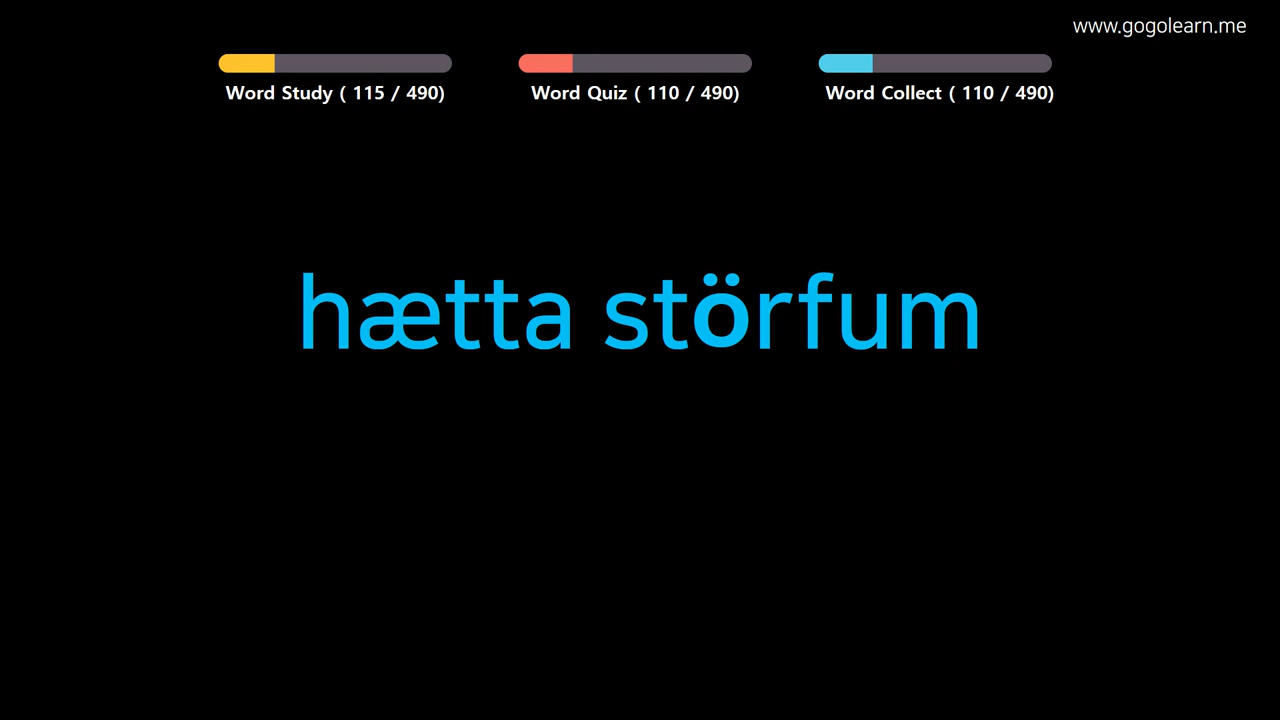 www.gogolearn.me
Word Study ( 115 / 490)
Word Quiz ( 110 / 490)
Word Collect ( 110 / 490)
hætta störfum